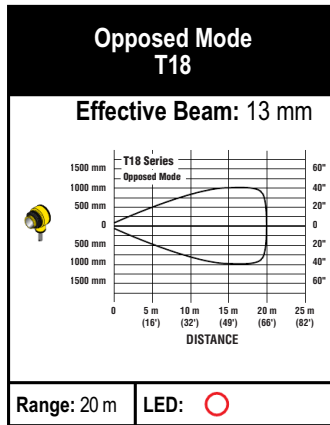 Opposed Mode
T18
Effective Beam: 13 mm
T18 Series
Opposed Mode
1500 mm 60"
1000 mm 40"
500 mm 20"
0 0
500 mm 20"
1000 mm 40"
1500 mm 60"
0 5 m 10 m 15 m 20 m 25 m
(16') (32') (49') (66') (82')
DISTANCE
Range: 20 m LED: